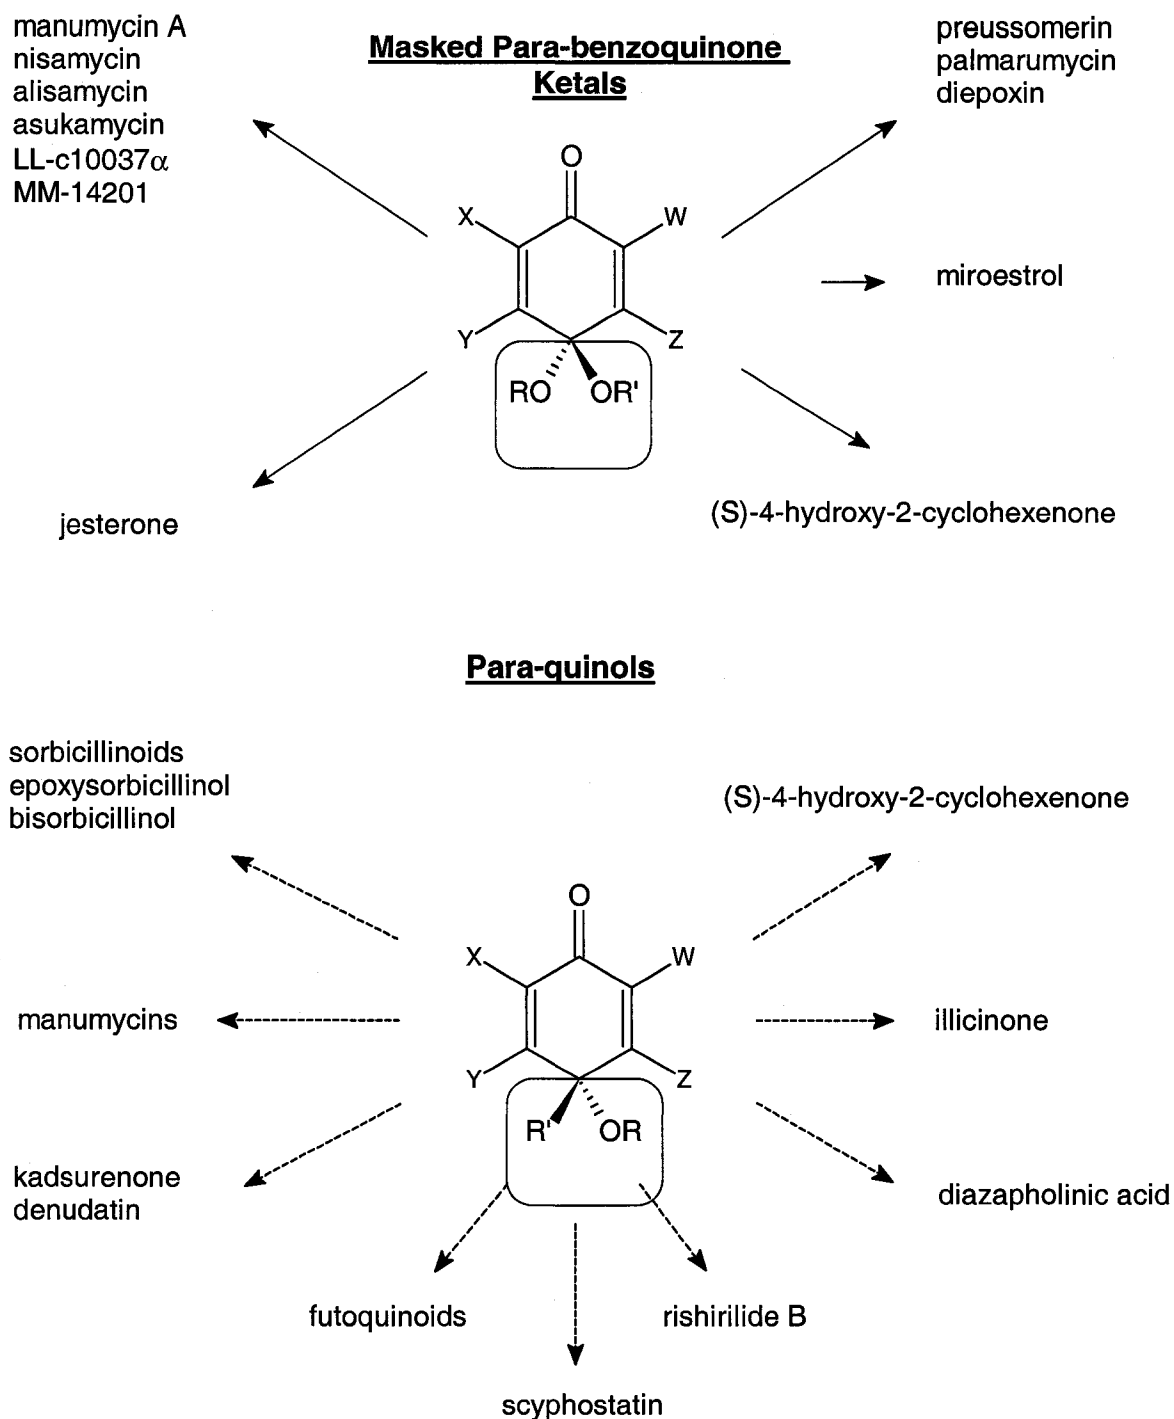 manumycin A
nisamycin
alisamycin
asukamycin
LL-c10037α
MM-14201
Masked Para-benzoquinone
Ketals
preussomerin
palmarumycin
diepoxin
O
X
W
Y
Z
RO
OR'
miroestrol
jesterone
(S)-4-hydroxy-2-cyclohexenone
Para-quinols
sorbicillinoids
epoxysorbicillinol
bisorbicillinol
(S)-4-hydroxy-2-cyclohexenone
O
X
W
Y
Z
R'
OR
manumycins
illicinone
kadsurenone
denudatin
diazapholinic acid
futoquinoids
rishirilide B
scyphostatin